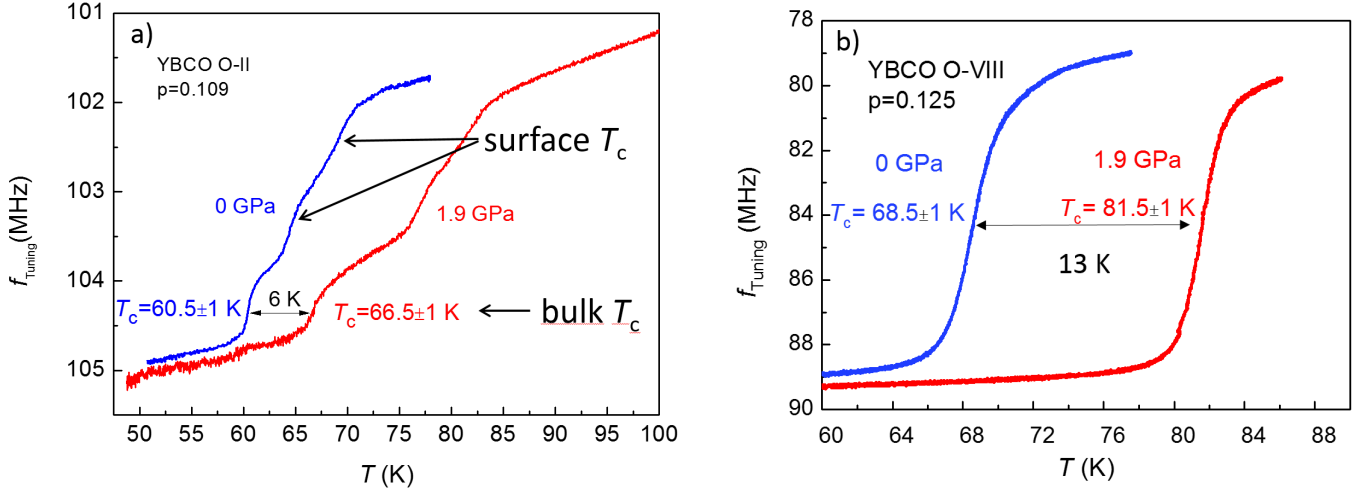 a)
YBCO O-II
p=0.109
surface Tc
0 GPa
1.9 GPa
Tc=60.5±1 K
6 K
Tc=66.5±1 K
bulk Tc
101
102
103
104
105
fTuning(MHz)
50 55 60 65 70 75 80 85 90 95 100
T (K)
b)
YBCO O-VIII
p=0.125
0 GPa
1.9 GPa
Tc= 68.5±1 K
Tc= 81.5±1 K
13 K
78
80
82
84
86
88
90
fTuning (MHz)
60 64 68 72 76 80 84 88
T (K)